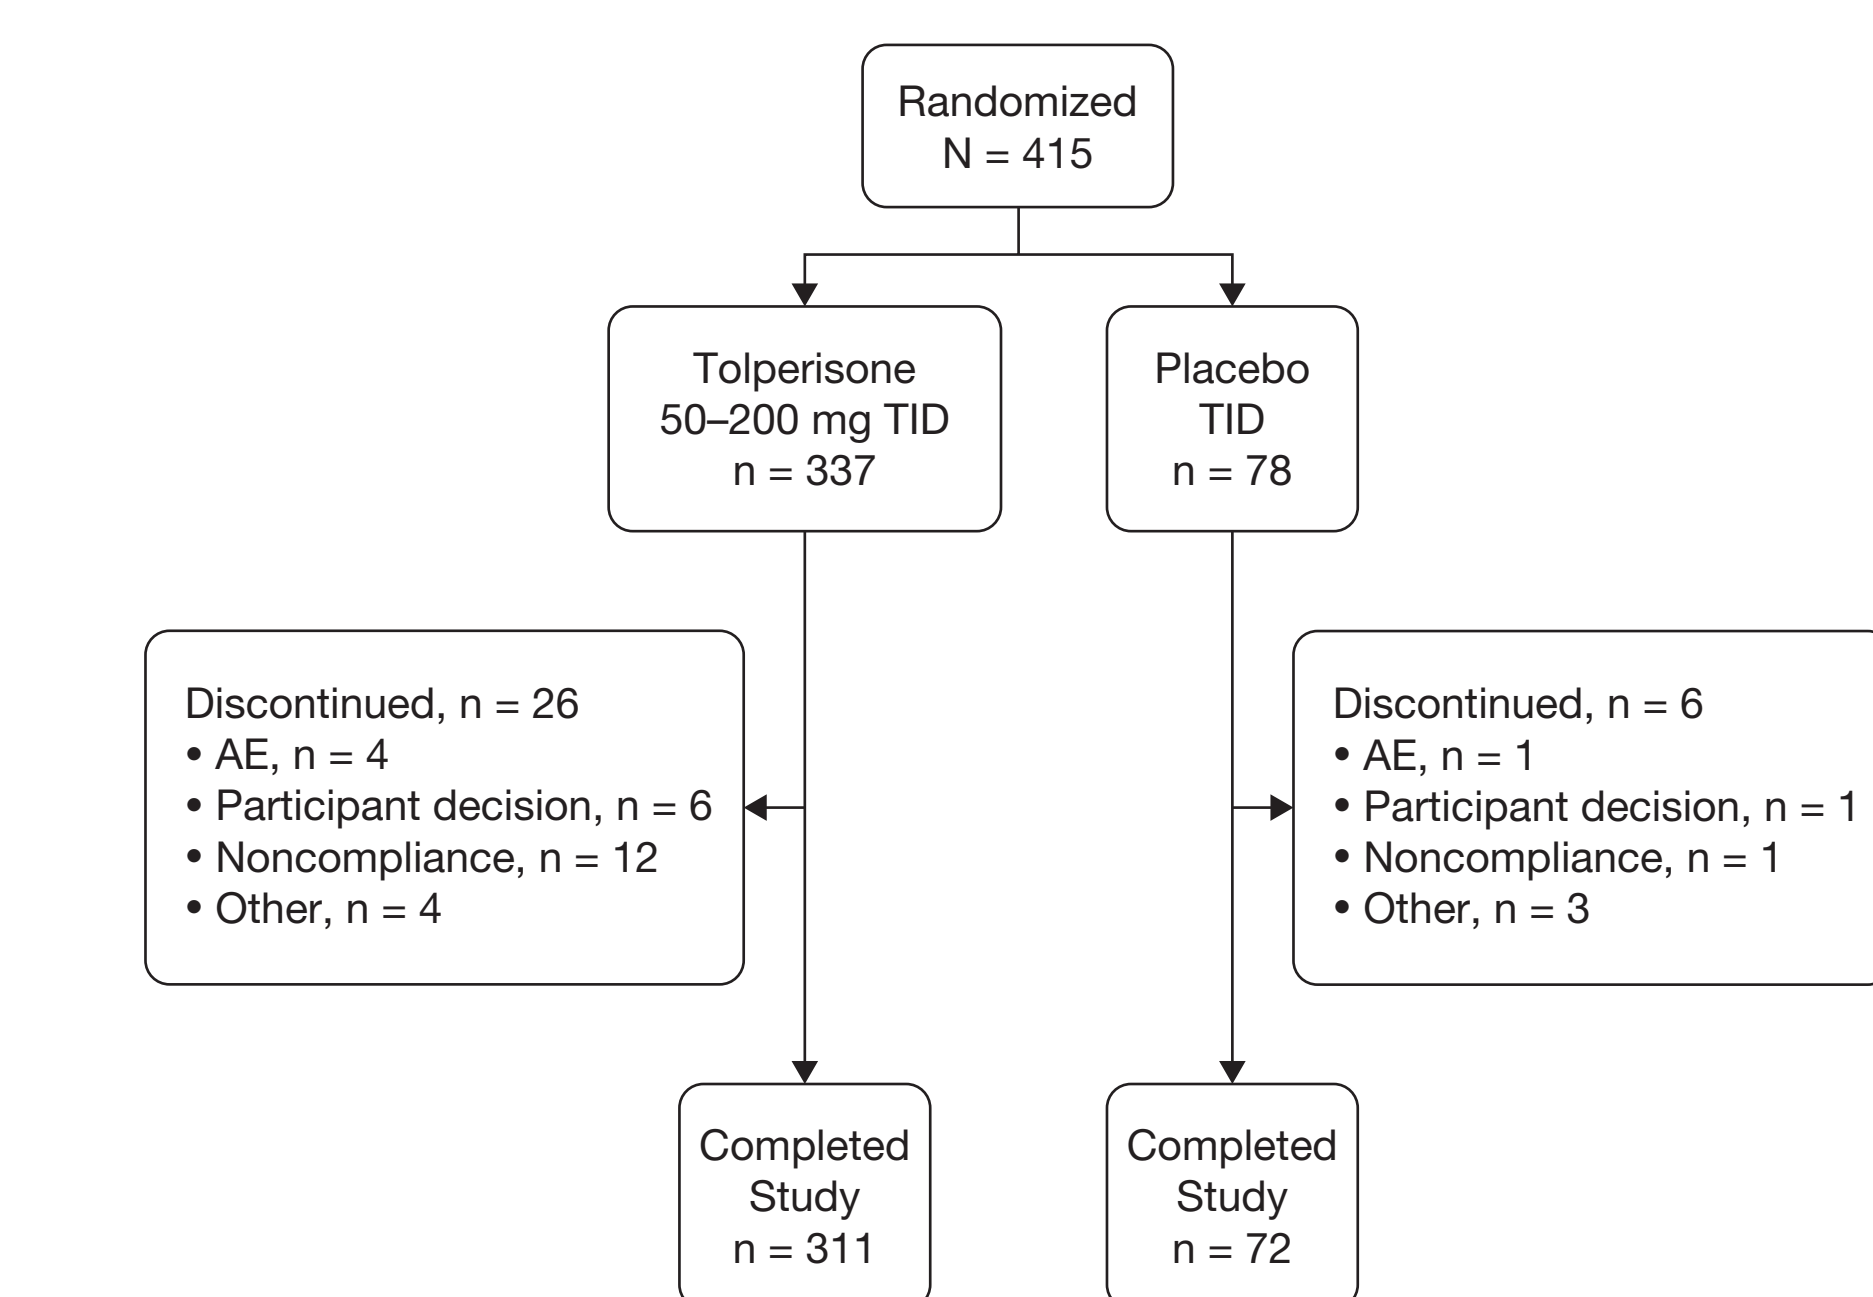 Randomized
N = 415
Tolperisone
50–200 mg TID
n = 337
Placebo
TID
n = 78
Discontinued, n = 26
• AE, n = 4
• Participant decision, n = 6
• Noncompliance, n = 12
• Other, n = 4
Discontinued, n = 6
• AE, n = 1
• Participant decision, n = 1
• Noncompliance, n = 1
• Other, n = 3
Completed
Study
n = 311
Completed
Study
n = 72